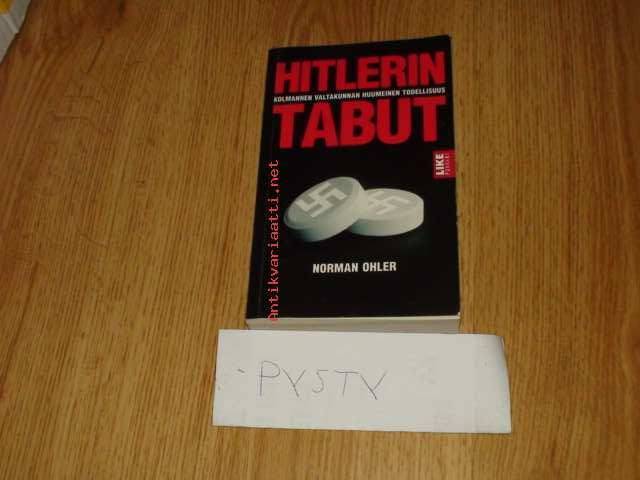 HITLERIN
KOLMANNEN VALTAKUNNAN HUUMEINEN TODELLISUUS
TABUT
LIKE
NORMAN OHLER
Antikvariaatti.net
- PYSTY